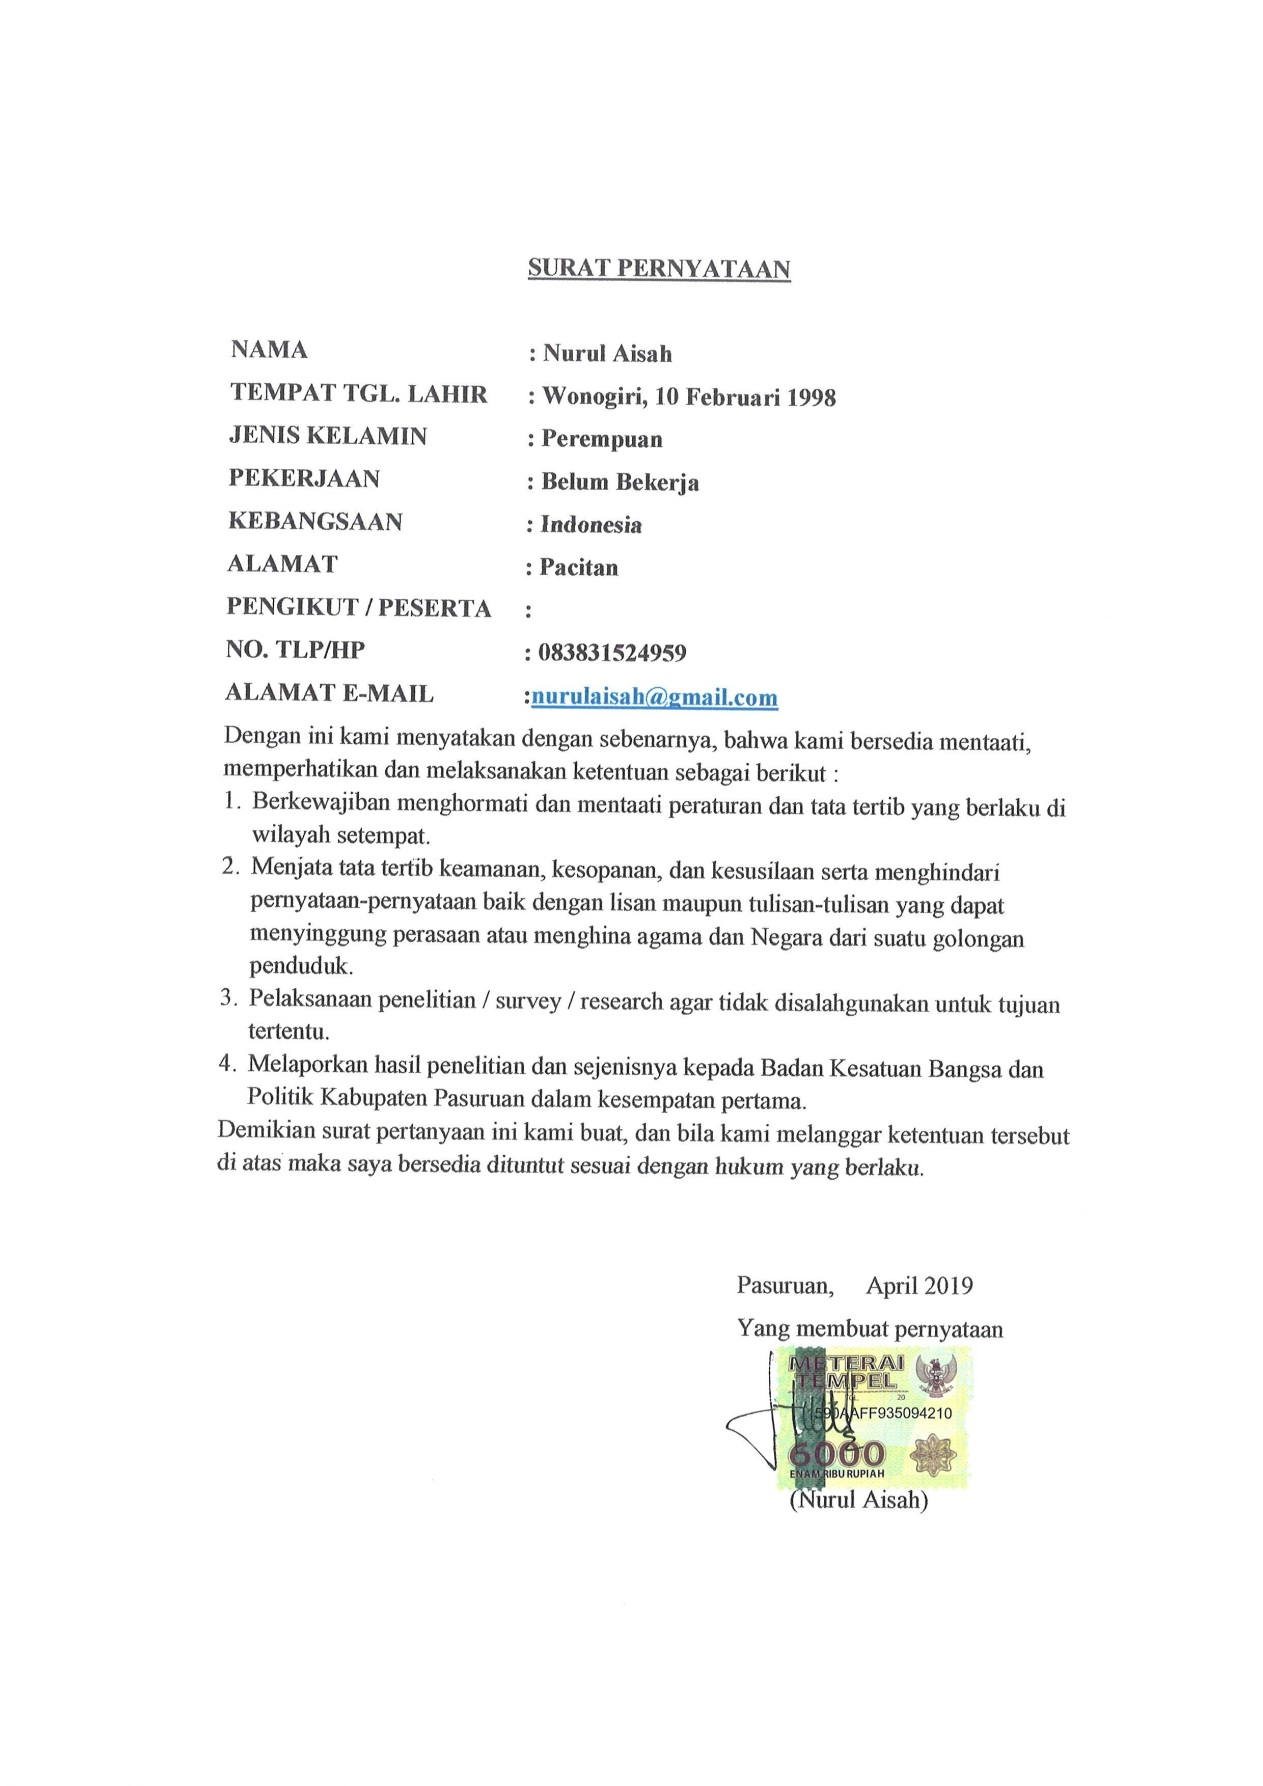 SURAT PERNYATAAN
NAMA : Nurul Aisah
TEMPAT TGL. LAHIR : Wonogiri, 10 Februari 1998
JENIS KELAMIN : Perempuan
PEKERJAAN : Belum Bekerja
KEBANGSAAN : Indonesia
ALAMAT : Pacitan
PENGIKUT / PESERTA :
NO. TLP/HP : 083831524959
ALAMAT E-MAIL :nurulaisah@gmail.com
Dengan ini kami menyatakan dengan sebenarnya, bahwa kami bersedia mentaati,
memperhatikan dan melaksanakan ketentuan sebagai berikut :
1. Berkewajiban menghormati dan mentaati peraturan dan tata tertib yang berlaku di
wilayah setempat.
2. Menjata tata tertib keamanan, kesopanan, dan kesusilaan serta menghindari
pernyataan-pernyataan baik dengan lisan maupun tulisan-tulisan yang dapat
menyinggung perasaan atau menghina agama dan Negara dari suatu golongan
penduduk.
3. Pelaksanaan penelitian / survey / research agar tidak disalahgunakan untuk tujuan
tertentu.
4. Melaporkan hasil penelitian dan sejenisnya kepada Badan Kesatuan Bangsa dan
Politik Kabupaten Pasuruan dalam kesempatan pertama.
Demikian surat pertanyaan ini kami buat, dan bila kami melanggar ketentuan tersebut
di atas maka saya bersedia dituntut sesuai dengan hukum yang berlaku.
Pasuruan, April 2019
Yang membuat pernyataan
METERAI
TEMPEL
TGL. 20
590AAFF935094210
6000
ENAM RIBU RUPIAH
(Nurul Aisah)